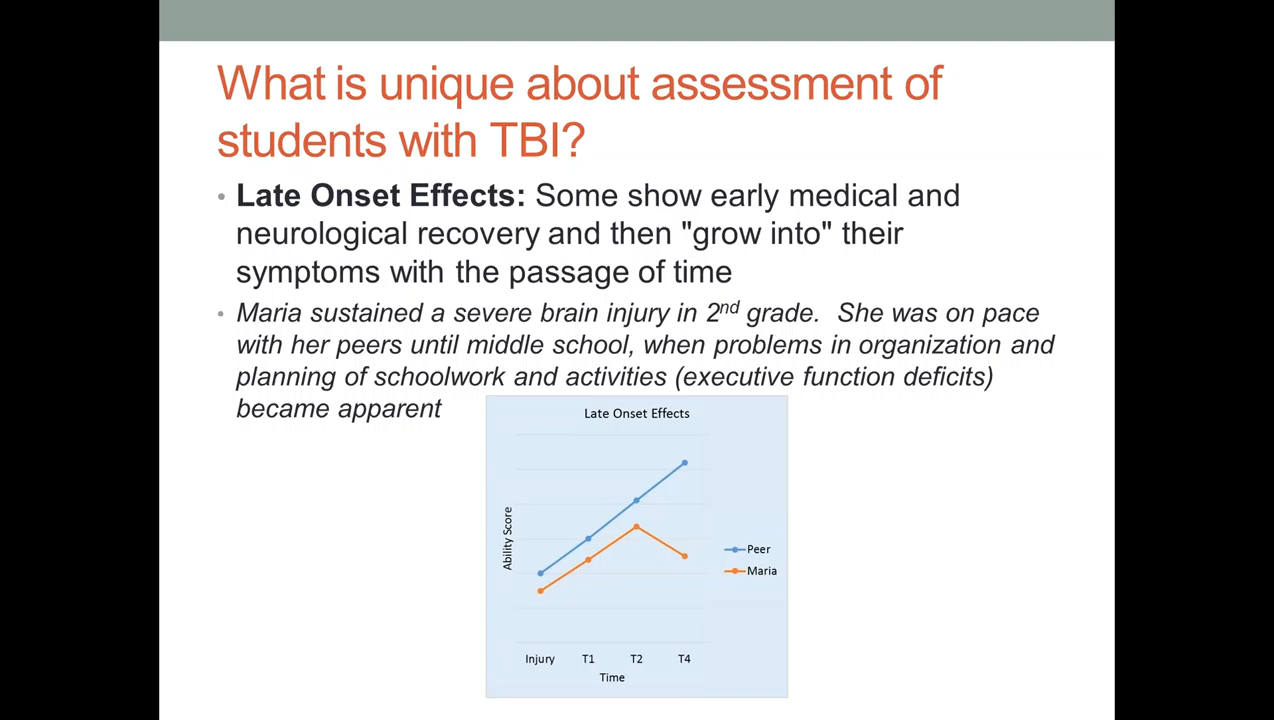 What is unique about assessment of
students with TBI?
• Late Onset Effects: Some show early medical and
neurological recovery and then "grow into" their
symptoms with the passage of time
• Maria sustained a severe brain injury in 2nd grade.  She was on pace
with her peers until middle school, when problems in organization and
planning of schoolwork and activities (executive function deficits)
became apparent
Late Onset Effects
Ability Score
Peer
Maria
Injury T1 T2 T4
Time